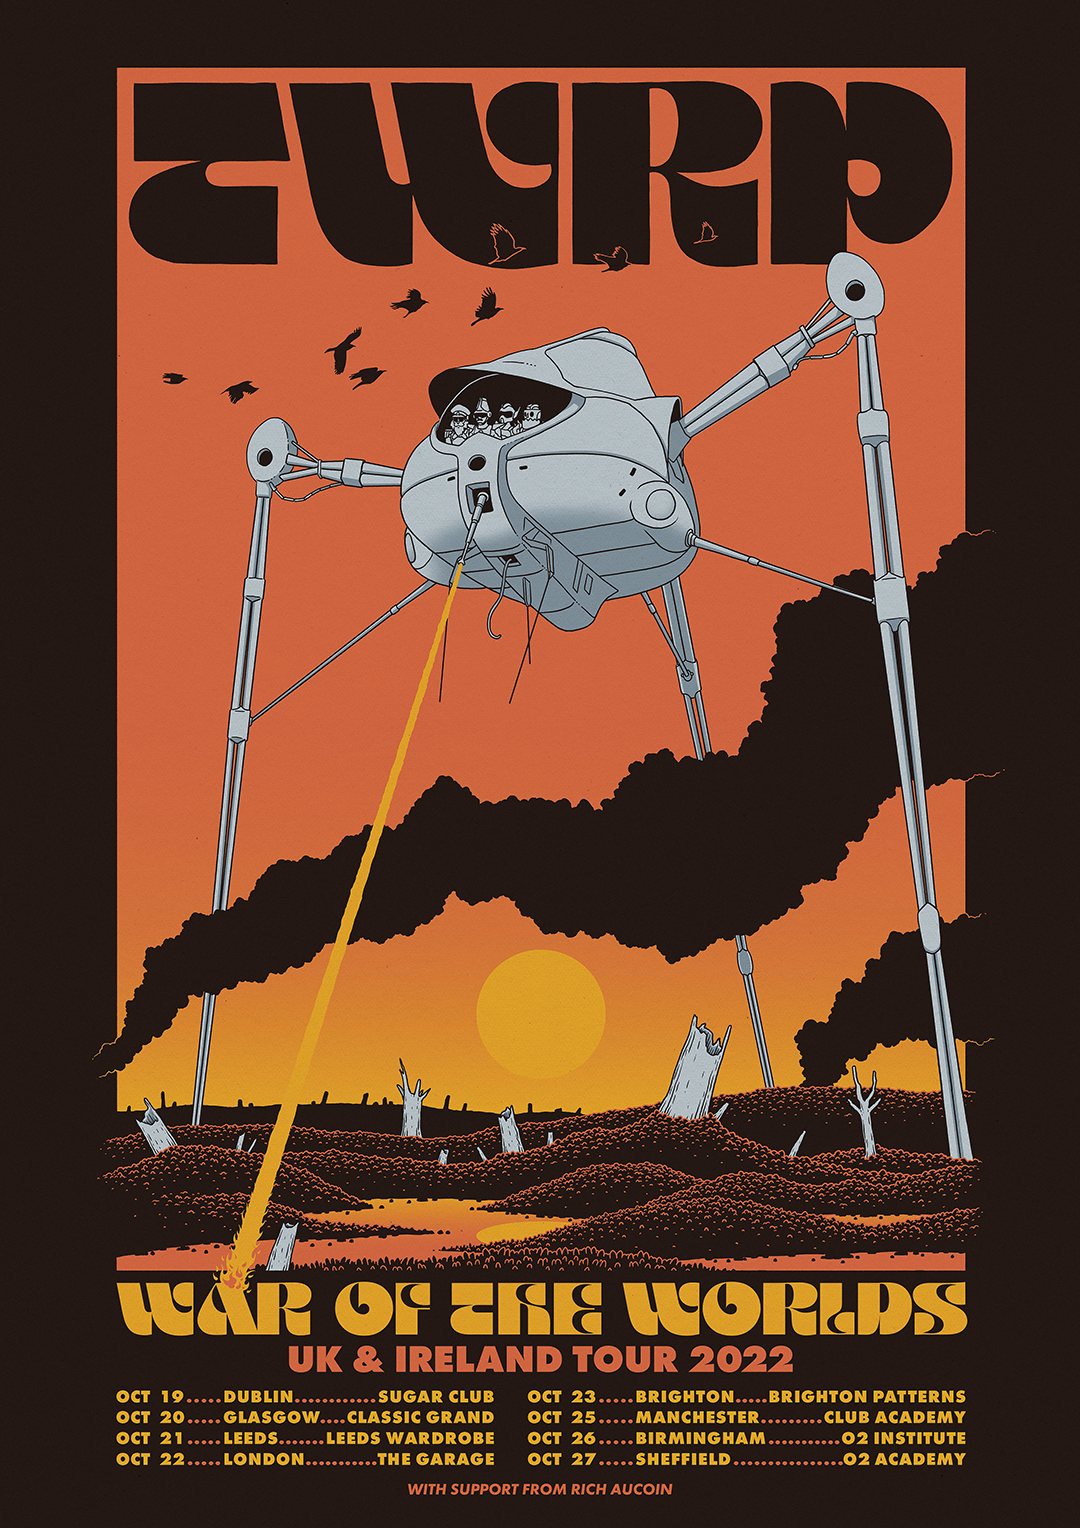 TWRP
WAR OF THE WORLDS
UK & IRELAND TOUR 2022
OCT 19.....DUBLIN............SUGAR CLUB
OCT 20.....GLASGOW....CLASSIC GRAND
OCT 21.....LEEDS.......LEEDS WARDROBE
OCT 22.....LONDON...........THE GARAGE
OCT 23.....BRIGHTON.....BRIGHTON PATTERNS
OCT 25.....MANCHESTER.........CLUB ACADEMY
OCT 26.....BIRMINGHAM...........O2 INSTITUTE
OCT 27.....SHEFFIELD................O2 ACADEMY
WITH SUPPORT FROM RICH AUCOIN